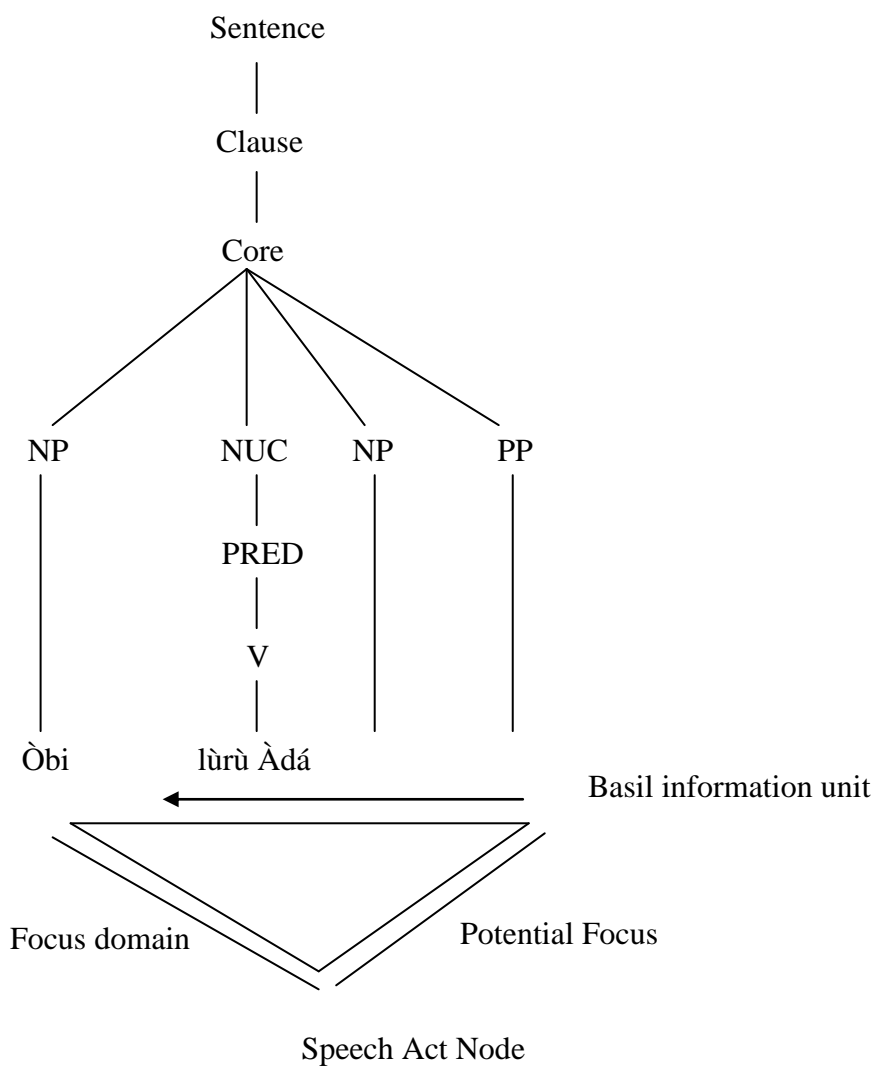 Sentence
Clause
Core
NP NUC NP PP
PRED
V
Òbi lùrù Àdá
Basil information unit
Focus domain Potential Focus
Speech Act Node